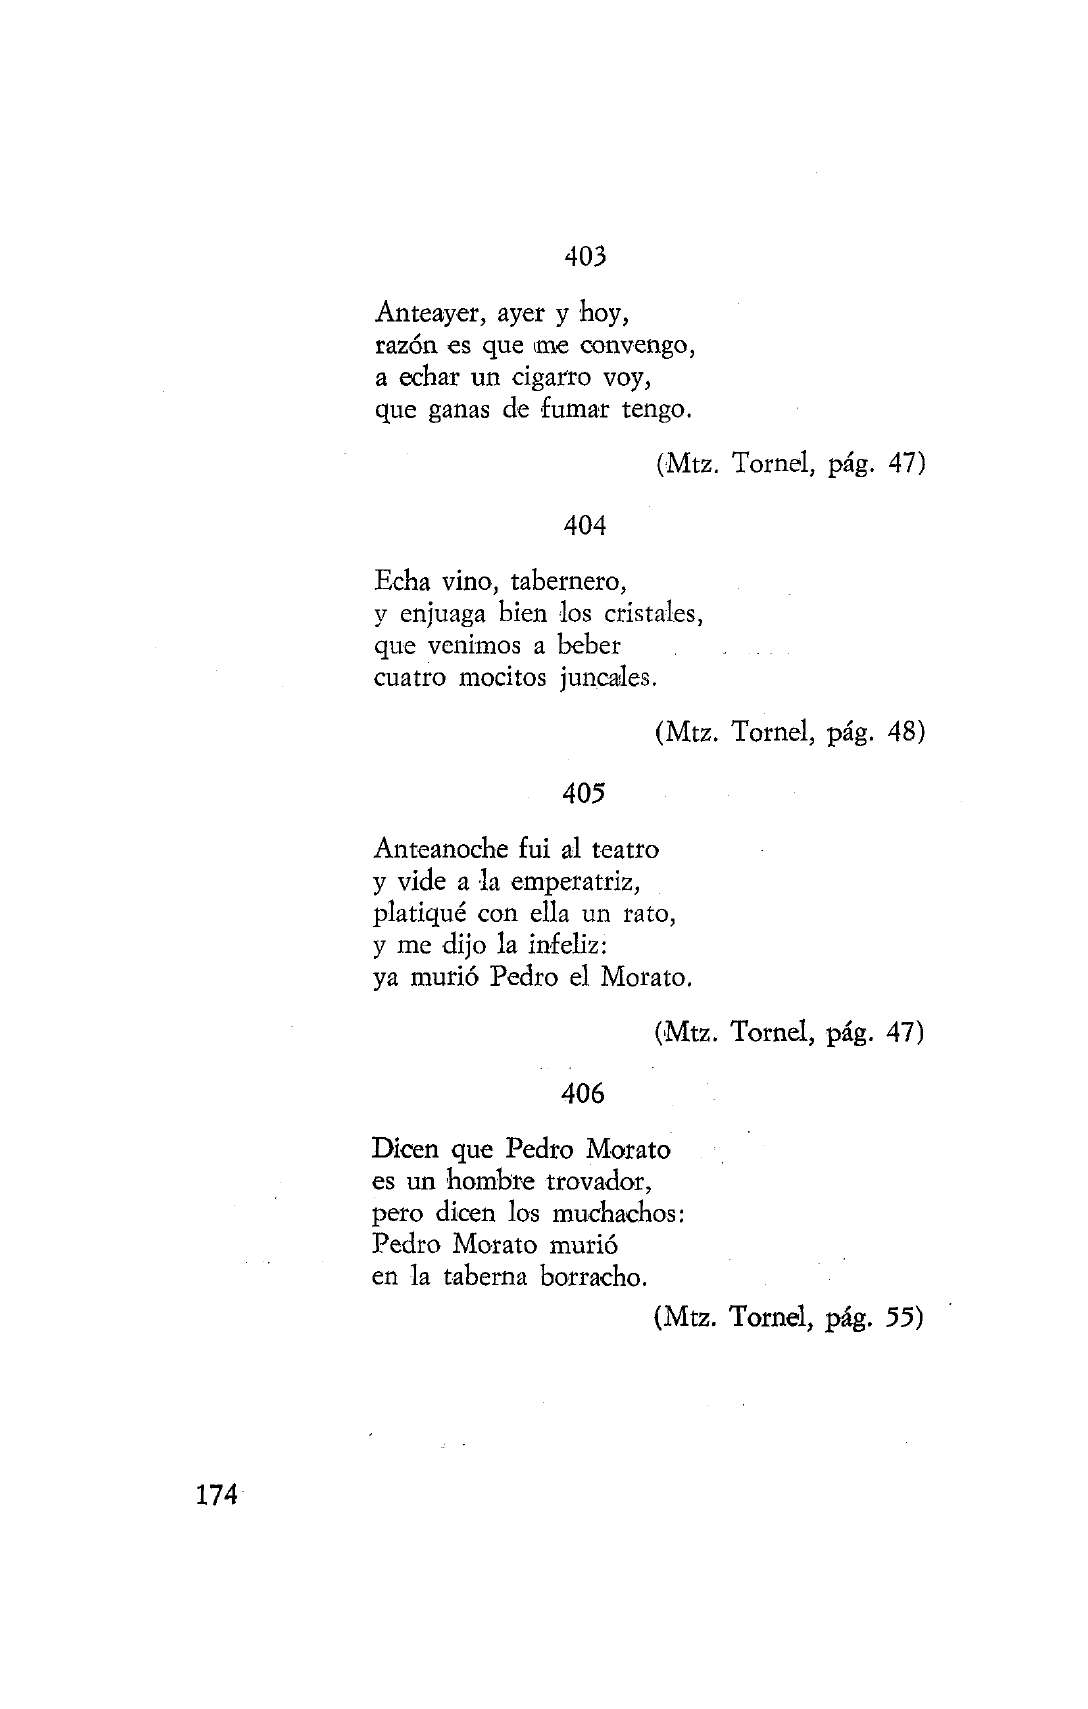 403
Anteayer, ayer y hoy,
razón es que me convengo,
a echar un cigarro voy,
que ganas de fumar tengo.
(Mtz. Tornel, pág. 47)
404
Echa vino, tabernero,
y enjuaga bien los cristales,
que venimos a beber
cuatro mocitos juncales.
(Mtz. Tornel, pág. 48)
405
Anteanoche fui al teatro
y vide a la emperatriz,
platiqué con ella un rato,
y me dijo la infeliz:
ya murió Pedro el Morato.
(Mtz. Tornel, pág. 47)
406
Dicen que Pedro Morato
es un hombre trovador,
pero dicen los muchachos:
Pedro Morato murió
en la taberna borracho.
(Mtz. Tornel, pág. 55)
174